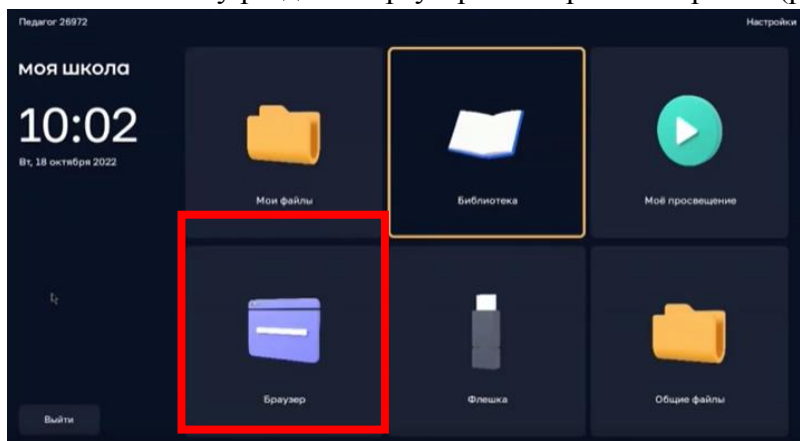 Педагог 26972
Настройки
моя школа
10:02
Вт, 18 октября 2022
Мои файлы
Библиотека
Моё просвещение
Браузер
Флешка
Общие файлы
Выйти